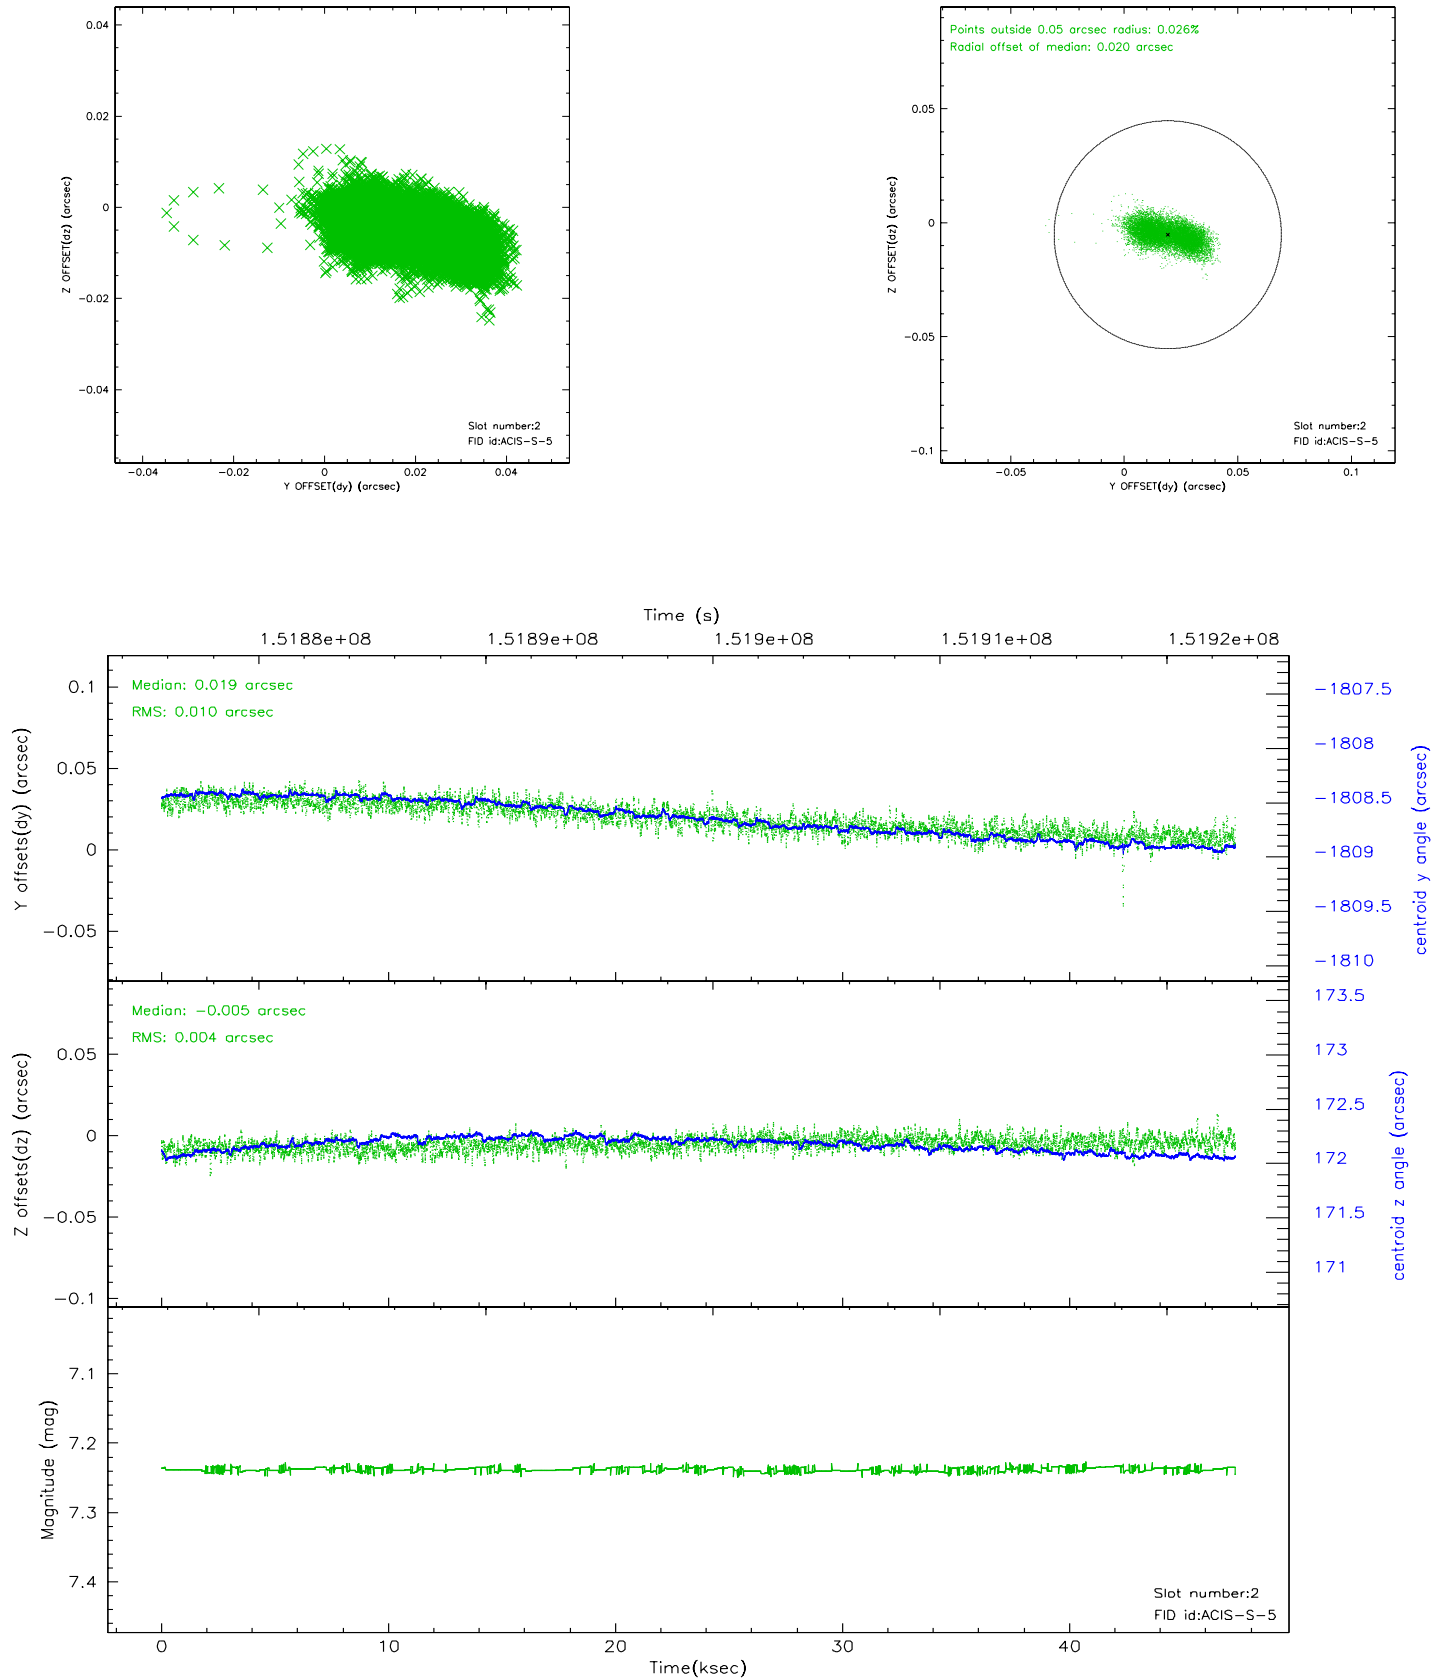 0.04
0.02
0
−0.02
−0.04
Z OFFSET(dz) (arcsec)
Slot number:2
FID id:ACIS−S−5
−0.04
−0.02
0
0.02
0.04
Y OFFSET(dy) (arcsec)
Points outside 0.05 arcsec radius: 0.026%
Radial offset of median: 0.020 arcsec
0.05
0
−0.05
−0.1
Z OFFSET(dz) (arcsec)
Slot number:2
FID id:ACIS−S−5
−0.05
0
0.05
0.1
Y OFFSET(dy) (arcsec)
Time (s)
1.5188e+08
1.5189e+08
1.519e+08
1.5191e+08
1.5192e+08
Median: 0.019 arcsec
RMS: 0.010 arcsec
0.1
0.05
0
−0.05
Y offsets(dy) (arcsec)
−1807.5
−1808
−1808.5
−1809
−1809.5
−1810
centroid y angle (arcsec)
Median: −0.005 arcsec
RMS: 0.004 arcsec
0.05
0
−0.05
−0.1
Z offsets(dz) (arcsec)
173.5
173
172.5
172
171.5
171
centroid z angle (arcsec)
7.1
7.2
7.3
7.4
Magnitude (mag)
Slot number:2
FID id:ACIS−S−5
0
10
20
30
40
Time(ksec)